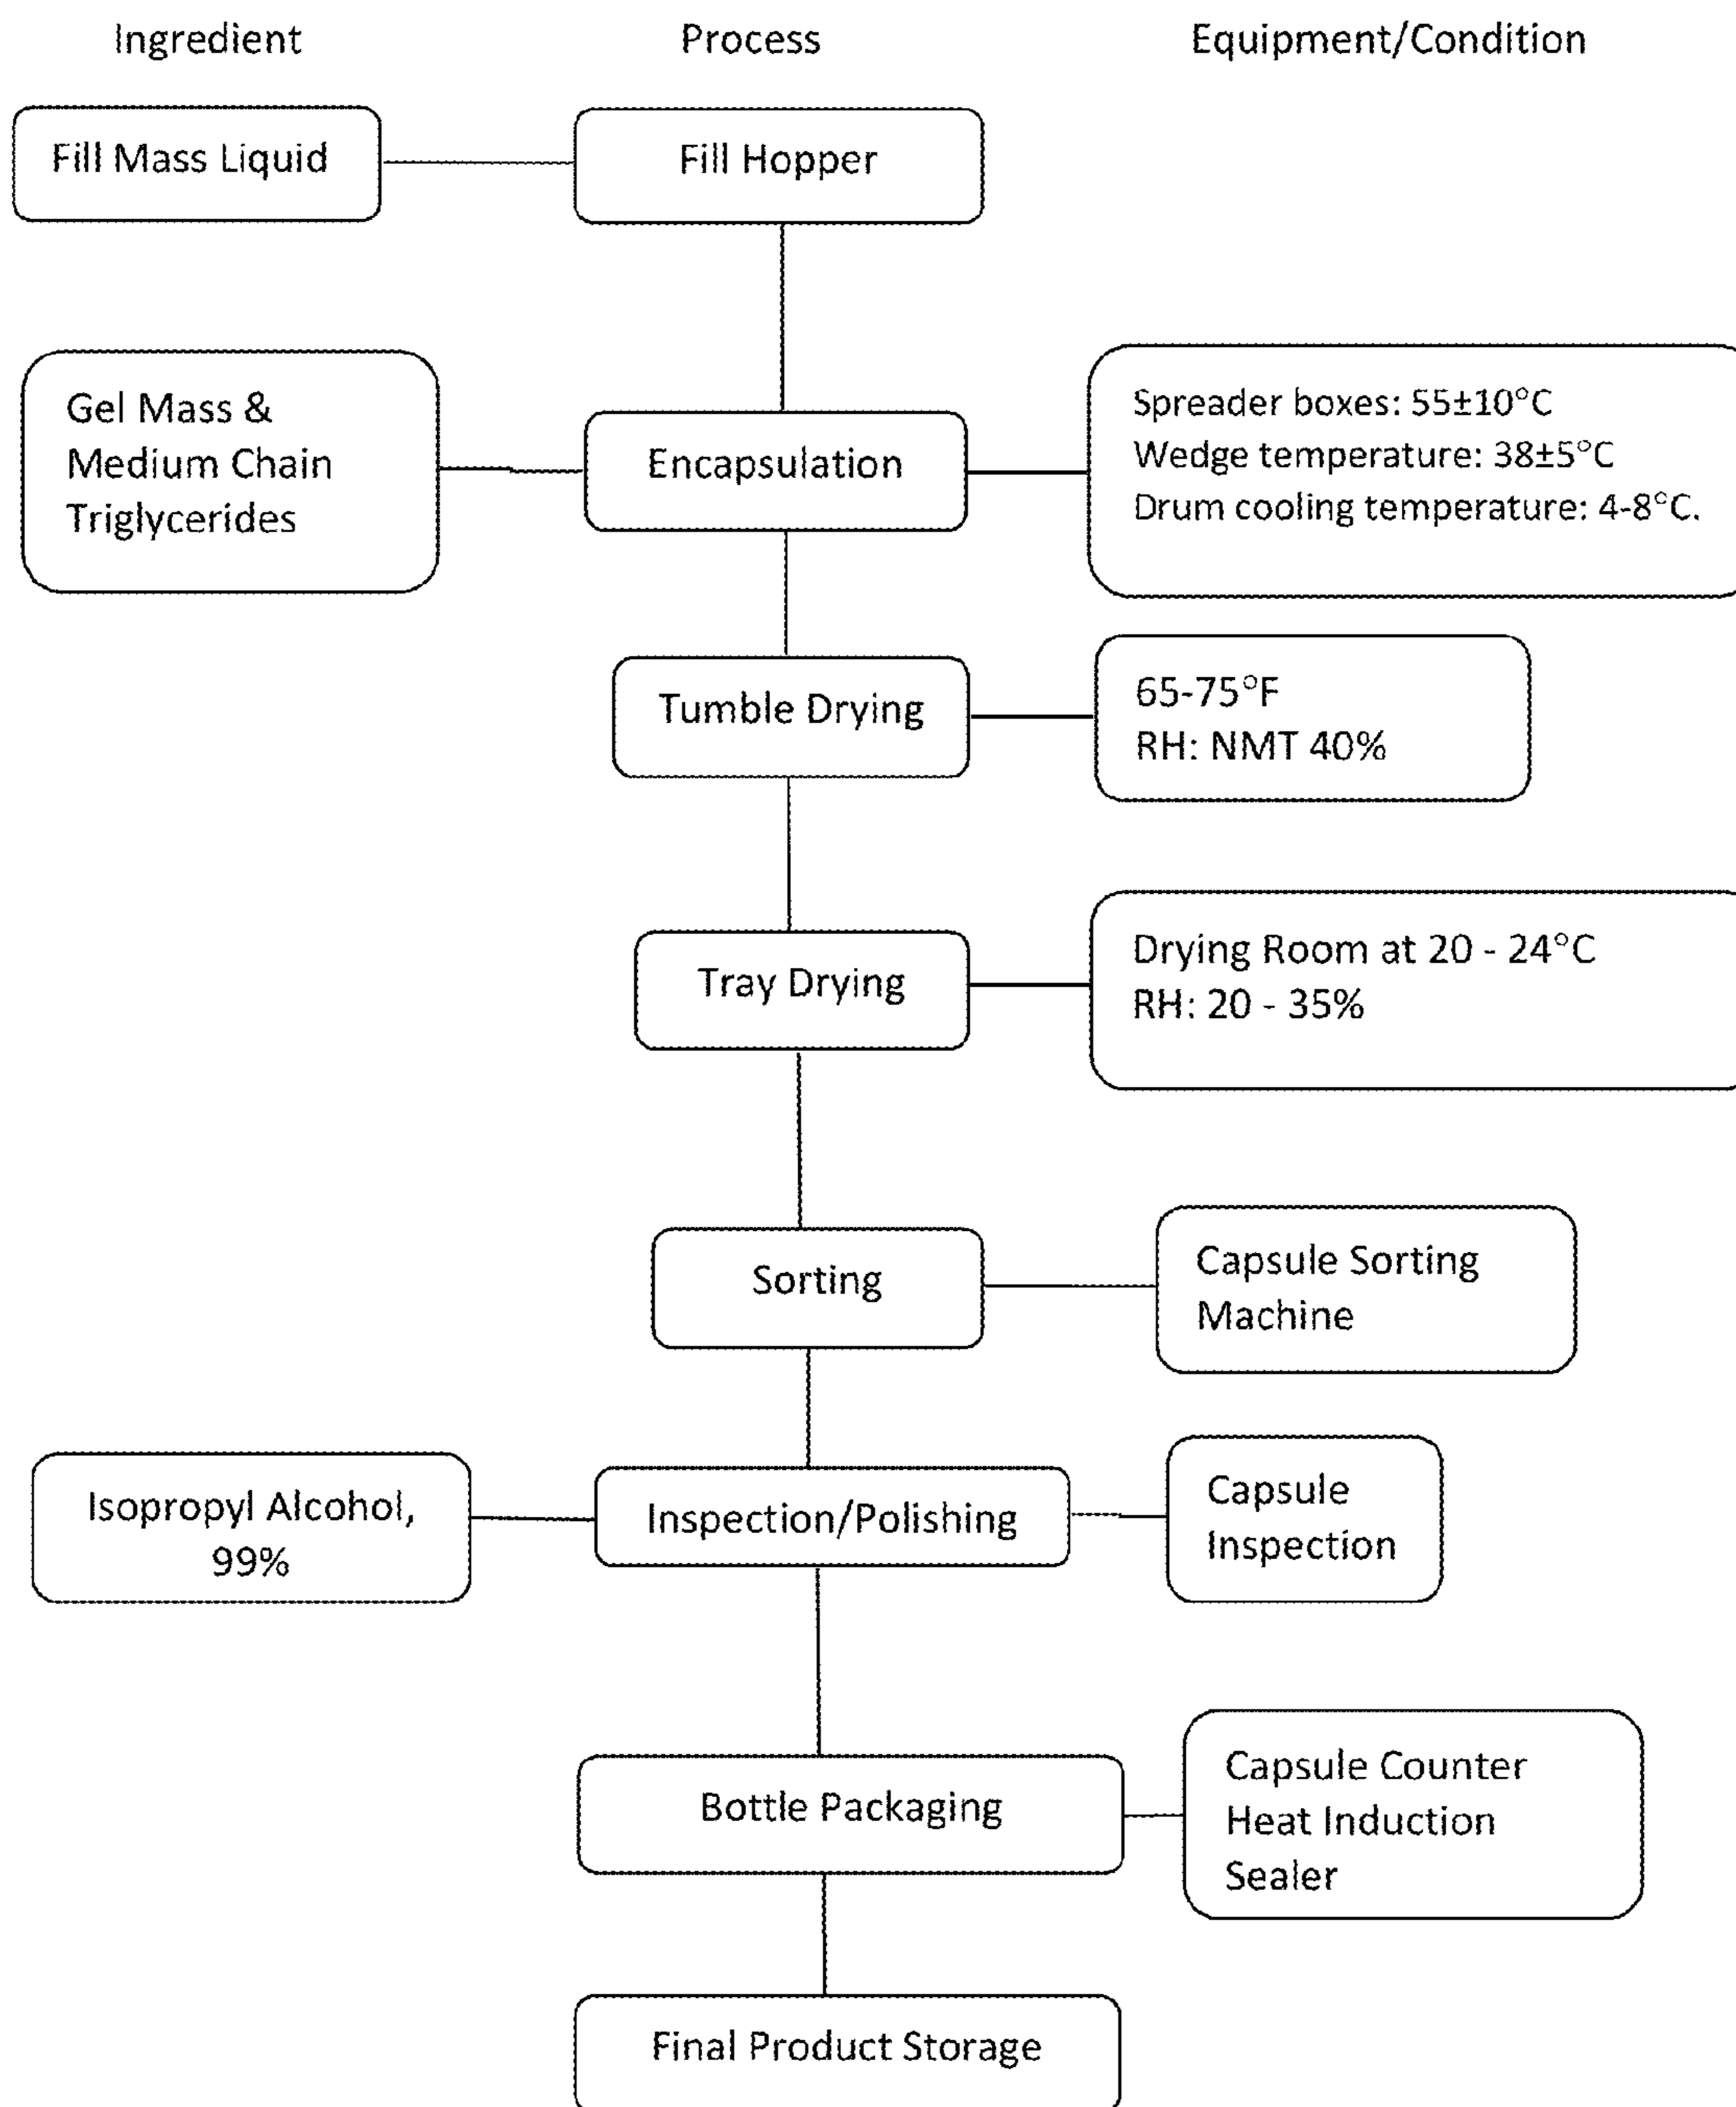 Ingredient
Process
Equipment/Condition
Fill Mass Liquid
Fill Hopper
Gel Mass &
Medium Chain
Triglycerides
Encapsulation
Spreader boxes: 55±10°C
Wedge temperature: 38±5°C
Drum cooling temperature: 4-8°C.
Tumble Drying
65-75°F
RH: NMT 40%
Tray Drying
Drying Room at 20 - 24°C
RH: 20 - 35%
Sorting
Capsule Sorting
Machine
Isopropyl Alcohol,
99%
Inspection/Polishing
Capsule
Inspection
Bottle Packaging
Capsule Counter
Heat Induction
Sealer
Final Product Storage